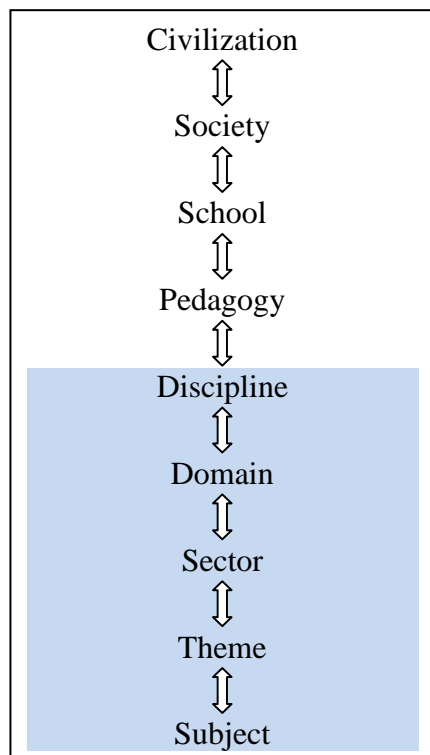 Civilization
Society
School
Pedagogy
Discipline
Domain
Sector
Theme
Subject